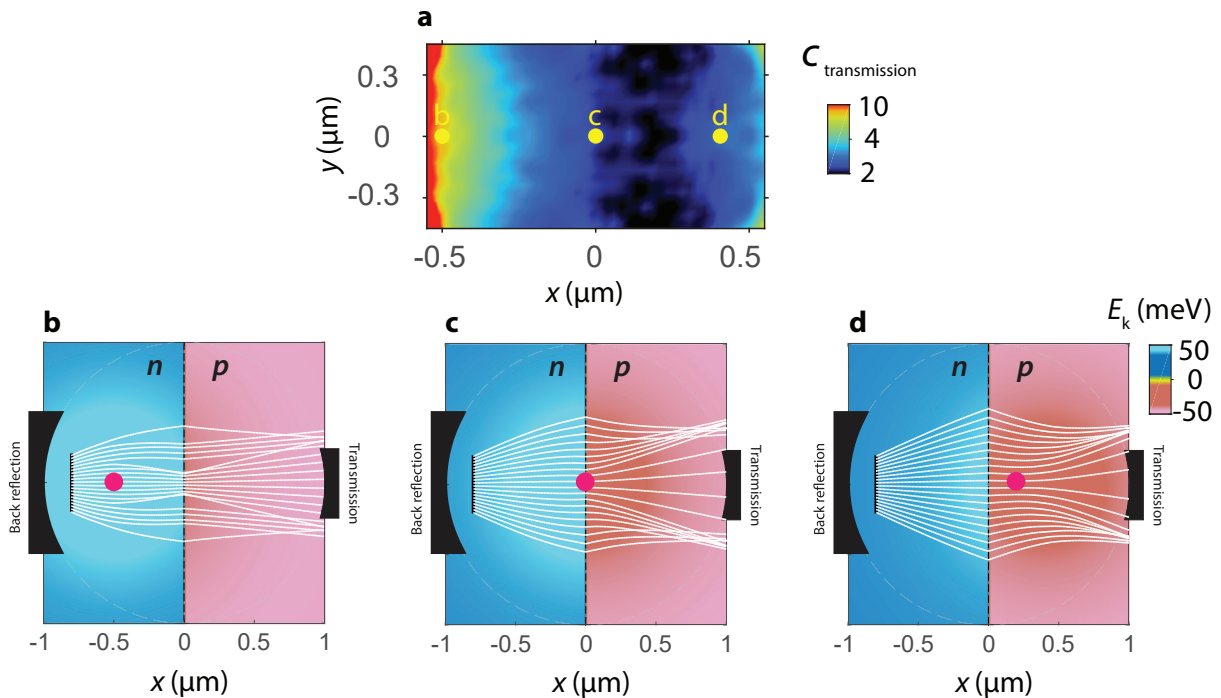 a
0.3
0
-0.3
y (µm)
b
c
d
-0.5
0
0.5
x (µm)
C transmission
10
4
2
b
n
p
Back reflection
Transmission
-1
-0.5
0
0.5
1
x (µm)
c
n
p
Back reflection
Transmission
-1
-0.5
0
0.5
1
x (µm)
d
n
p
Back reflection
Transmission
-1
-0.5
0
0.5
1
x (µm)
E k (meV)
50
0
-50